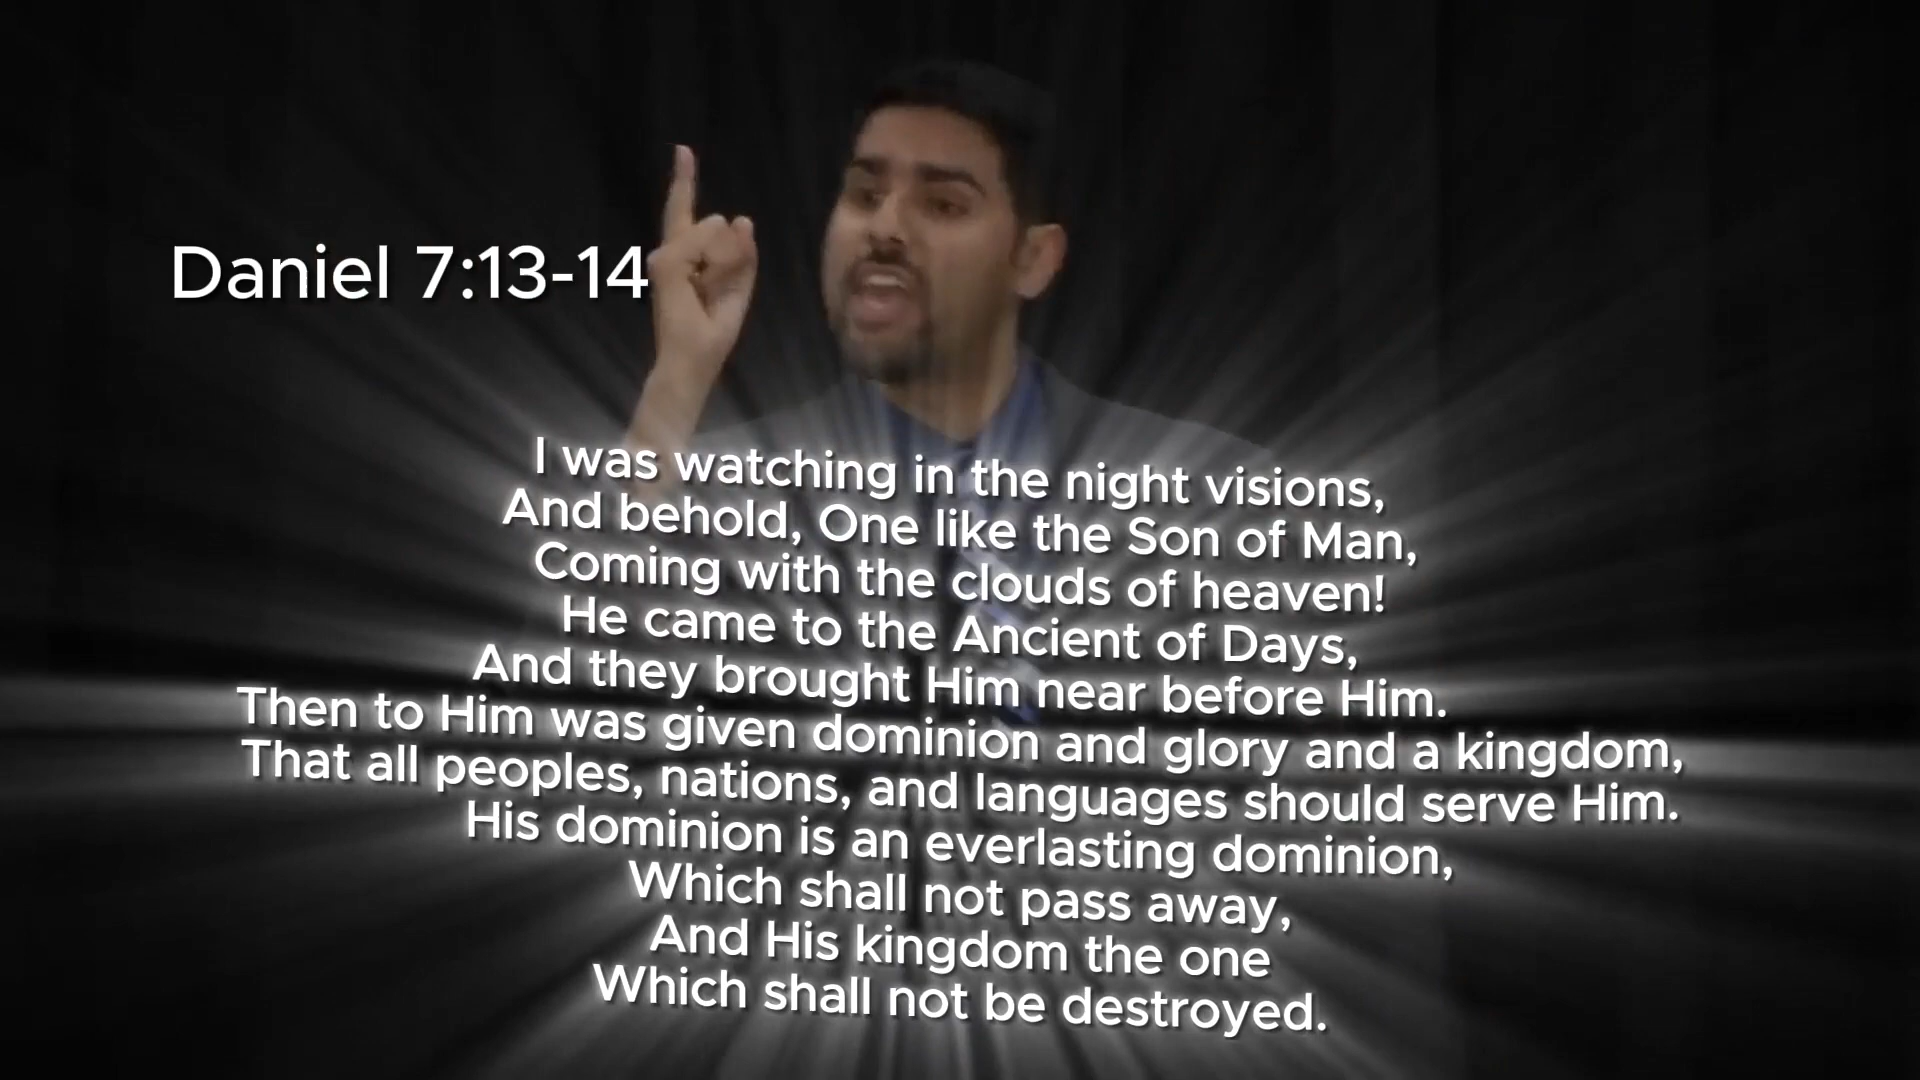 Daniel 7:13-14
I was watching in the night visions,
And behold, One like the Son of Man,
Coming with the clouds of heaven!
He came to the Ancient of Days,
And they brought Him near before Him.
Then to Him was given dominion and glory and a kingdom,
That all peoples, nations, and languages should serve Him.
His dominion is an everlasting dominion,
Which shall not pass away,
And His kingdom the one
Which shall not be destroyed.